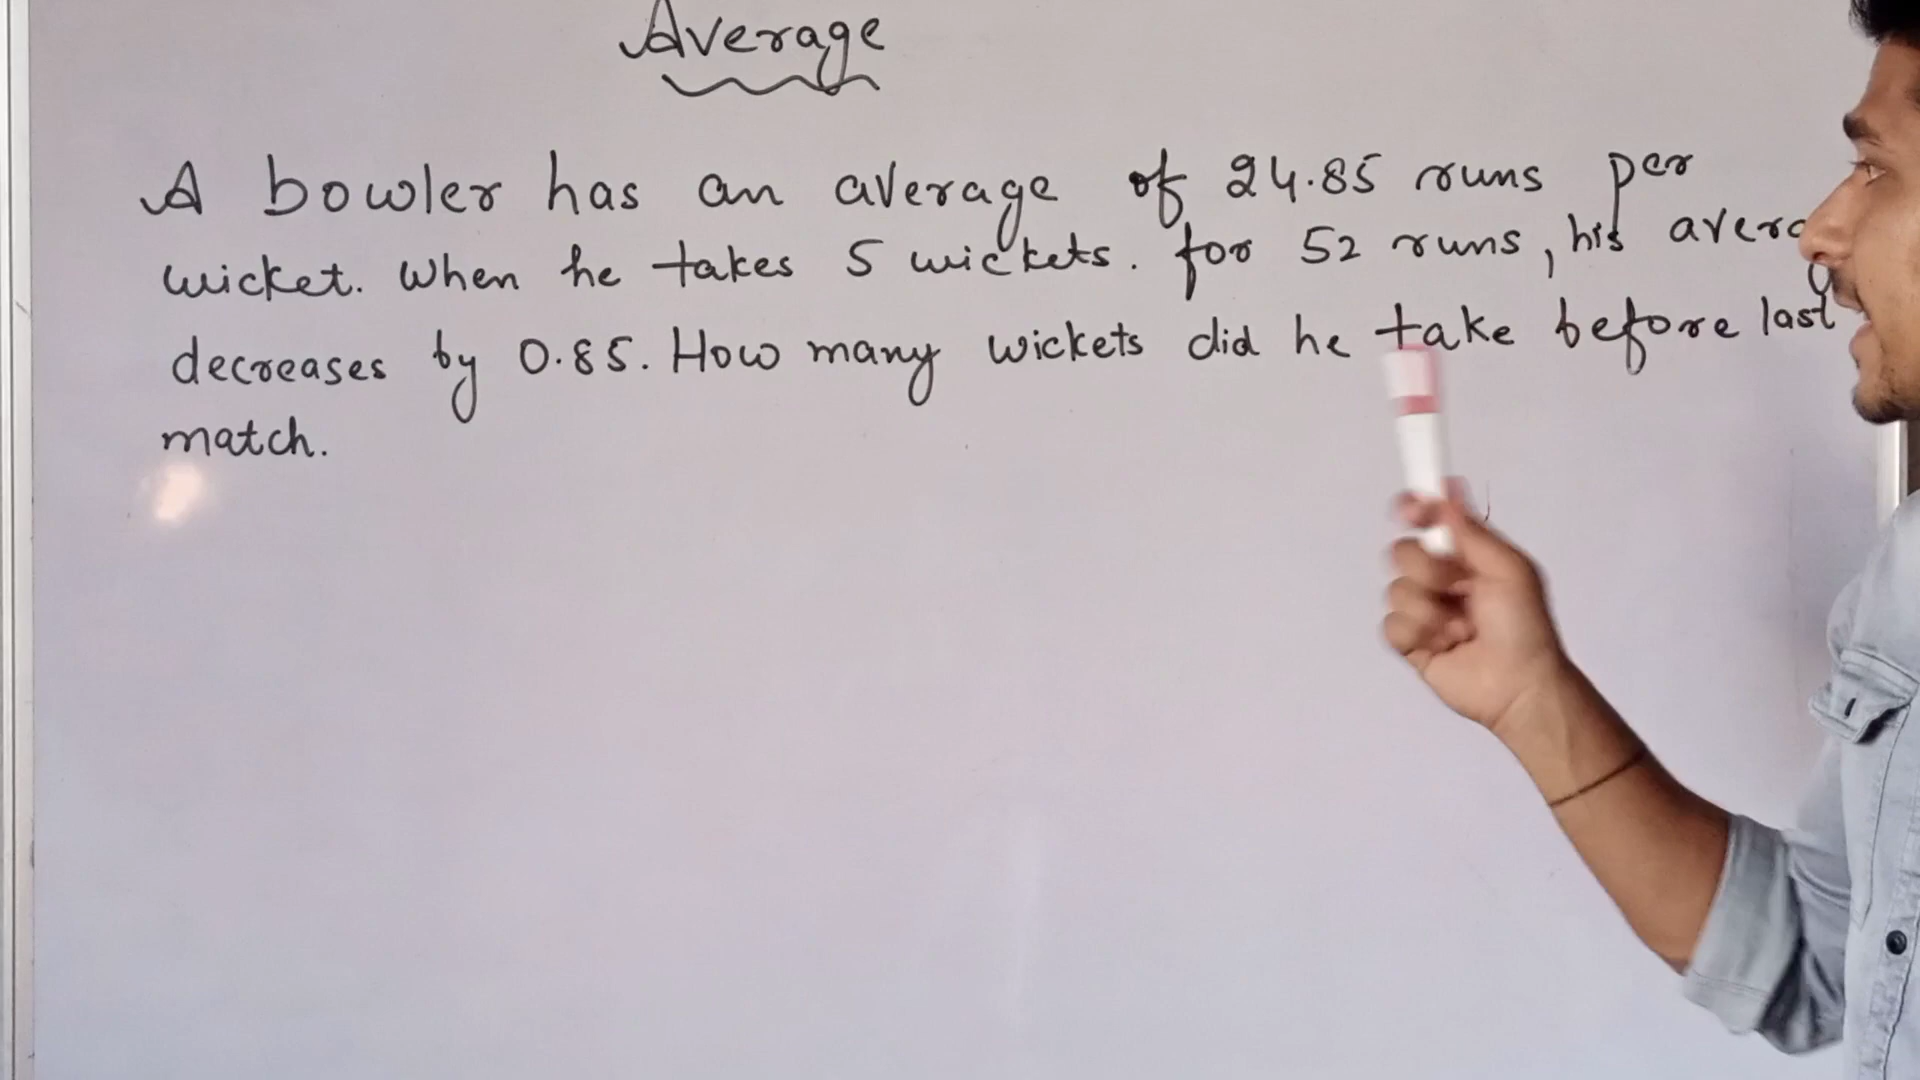 Average
A bowler has an average of 24.85 runs per
wicket. When he takes 5 wickets. for 52 runs, his
decreases by 0.85. How many wickets did he take before last
match.